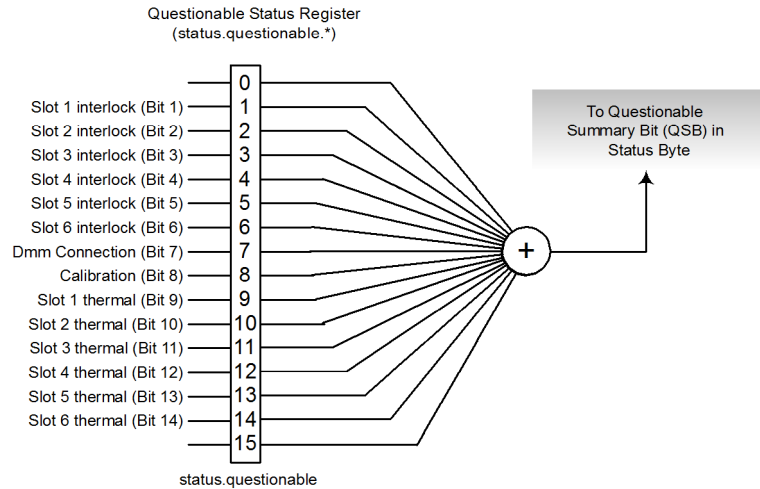 Questionable Status Register
(status.questionable.*)
0
Slot 1 interlock (Bit 1) 1
Slot 2 interlock (Bit 2) 2
Slot 3 interlock (Bit 3) 3
Slot 4 interlock (Bit 4) 4
Slot 5 interlock (Bit 5) 5
Slot 6 interlock (Bit 6) 6
Dmm Connection (Bit 7) 7
Calibration (Bit 8) 8
Slot 1 thermal (Bit 9) 9
Slot 2 thermal (Bit 10) 10
Slot 3 thermal (Bit 11) 11
Slot 4 thermal (Bit 12) 12
Slot 5 thermal (Bit 13) 13
Slot 6 thermal (Bit 14) 14
15
status.questionable
+
To Questionable
Summary Bit (QSB) in
Status Byte